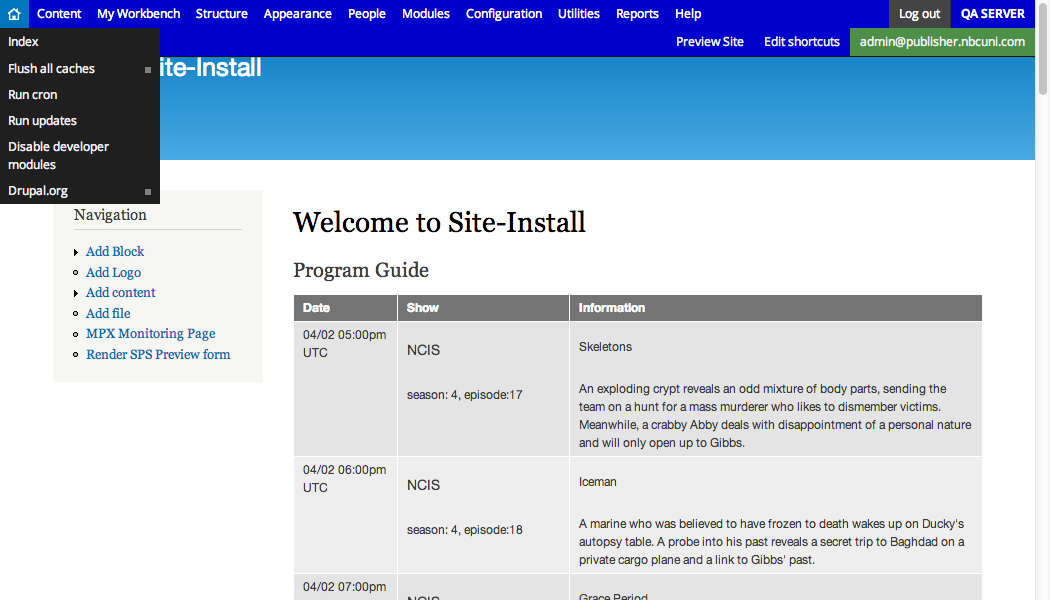 Content My Workbench Structure Appearance People Modules Configuration Utilities Reports Help Log out QA SERVER
Preview Site Edit shortcuts admin@publisher.nbcuni.com
Index
Flush all caches
Run cron
Run updates
Disable developer
modules
Drupal.org
ite-Install
Navigation
Add Block
Add Logo
Add content
Add file
MPX Monitoring Page
Render SPS Preview form
Welcome to Site-Install
Program Guide
Date Show Information
04/02 05:00pm
UTC
NCIS
season: 4, episode:17
Skeletons
An exploding crypt reveals an odd mixture of body parts, sending the
team on a hunt for a mass murderer who likes to dismember victims.
Meanwhile, a crabby Abby deals with disappointment of a personal nature
and will only open up to Gibbs.
04/02 06:00pm
UTC
NCIS
season: 4, episode:18
Iceman
A marine who was believed to have frozen to death wakes up on Ducky's
autopsy table. A probe into his past reveals a secret trip to Baghdad on a
private cargo plane and a link to Gibbs' past.
04/02 07:00pm
NCIS
Grace Period